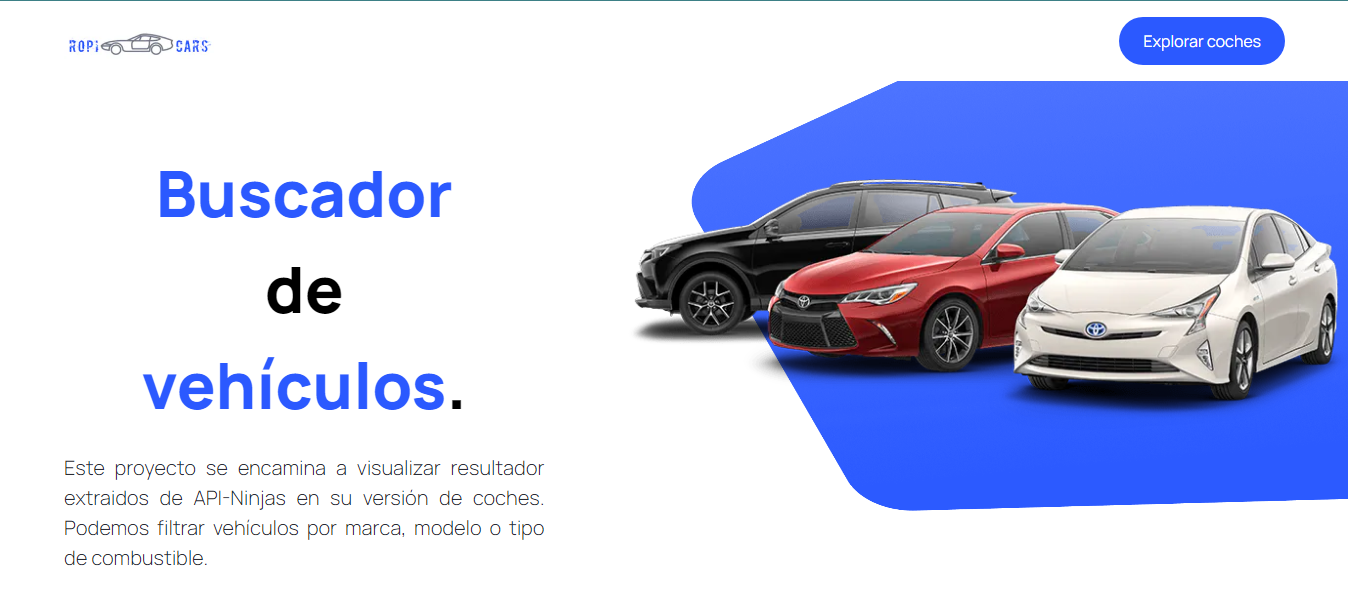 ROPI CARS
Explorar coches
Buscador
de
vehículos.
Este proyecto se encamina a visualizar resultador
extraidos de API-Ninjas en su versión de coches.
Podemos filtrar vehículos por marca, modelo o tipo
de combustible.